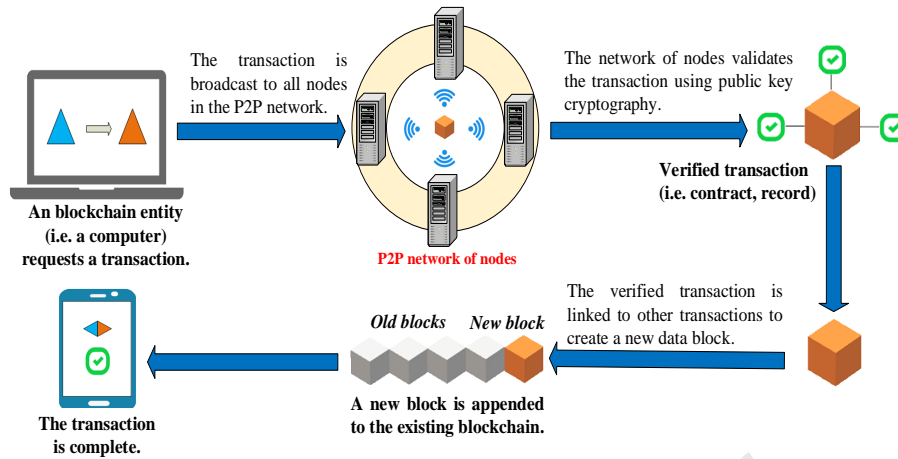 The transaction is
broadcast to all nodes
in the P2P network.
The network of nodes validates
the transaction using public key
cryptography.
Verified transaction
(i.e. contract, record)
An blockchain entity
(i.e. a computer)
requests a transaction.
P2P network of nodes
The verified transaction is
linked to other transactions to
create a new data block.
Old blocks
New block
A new block is appended
to the existing blockchain.
The transaction
is complete.